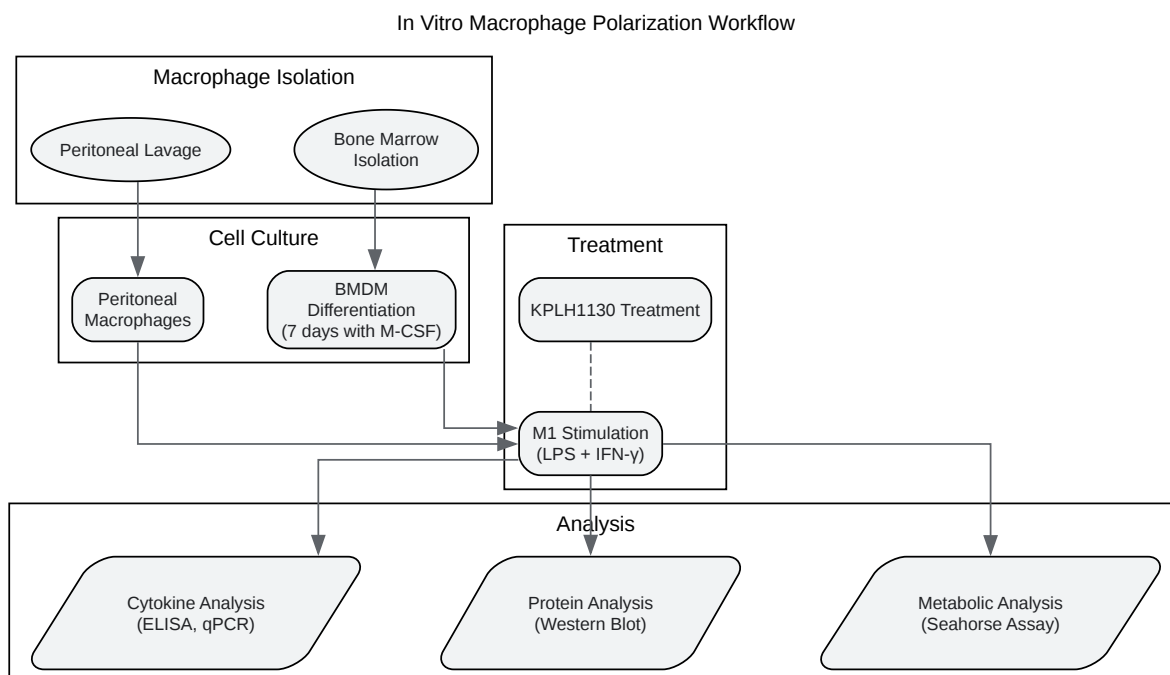 In Vitro Macrophage Polarization Workflow
Macrophage Isolation
Peritoneal Lavage
Bone Marrow
Isolation
Cell Culture
Peritoneal
Macrophages
BMDM
Differentiation
(7 days with M-CSF)
Treatment
KPLH1130 Treatment
M1 Stimulation
(LPS + IFN-γ)
Analysis
Cytokine Analysis
(ELISA, qPCR)
Protein Analysis
(Western Blot)
Metabolic Analysis
(Seahorse Assay)